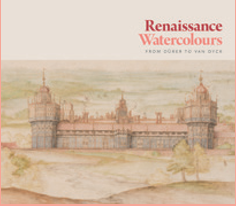 Renaissance
Watercolours
FROM DÜRER TO VAN DYCK